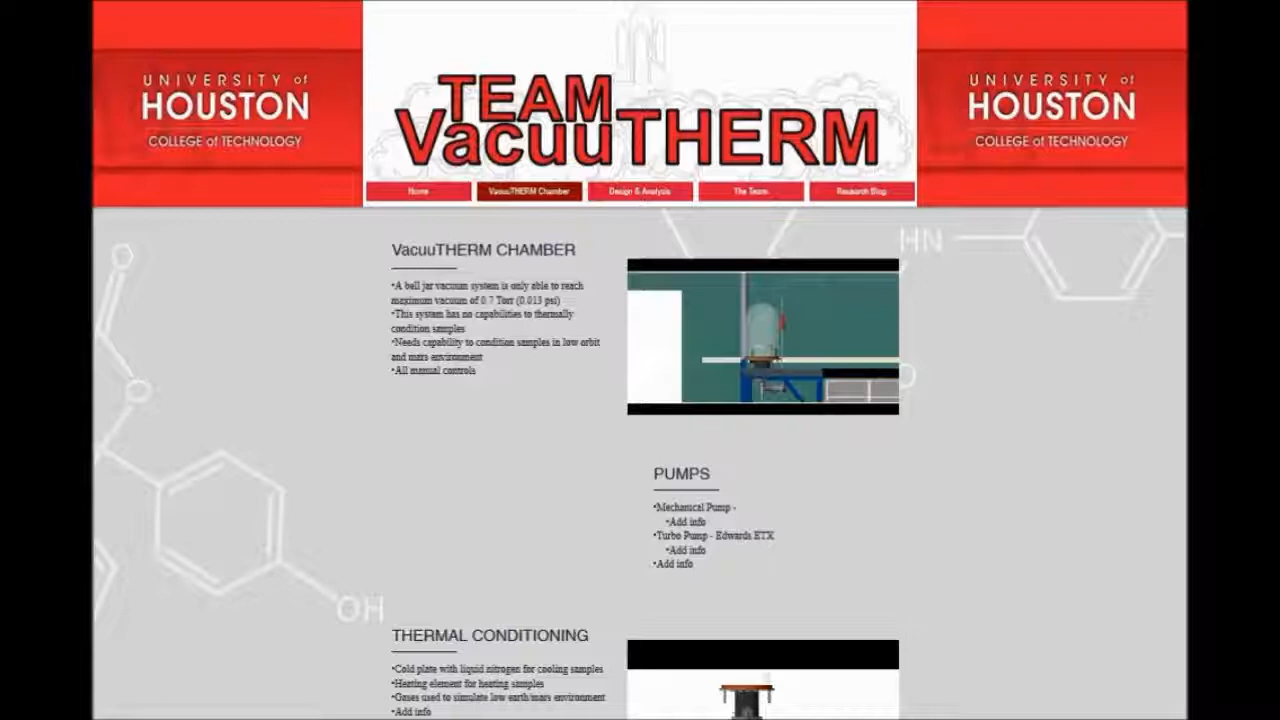 UNIVERSITY of
HOUSTON
COLLEGE of TECHNOLOGY
TEAM
VacuuTHERM
UNIVERSITY of
HOUSTON
COLLEGE of TECHNOLOGY
Home
VacuuTHERM Chamber
Design & Analysis
The Team
Research Blog
HN
VacuuTHERM CHAMBER
•A bell jar vacuum system is only able to reach
maximum vacuum of 0.7 Torr (0.013 psi)
•This system has no capabilities to thermally
condition samples
•Needs capability to condition samples in low orbit
and mars environment
•All manual controls
O
O
O
PUMPS
•Mechanical Pump -
•Add info
•Turbo Pump - Edwards ETX
•Add info
•Add info
OH
THERMAL CONDITIONING
•Cold plate with liquid nitrogen for cooling samples
•Heating element for heating samples
•Gases used to simulate low earth/mars environment
•Add info